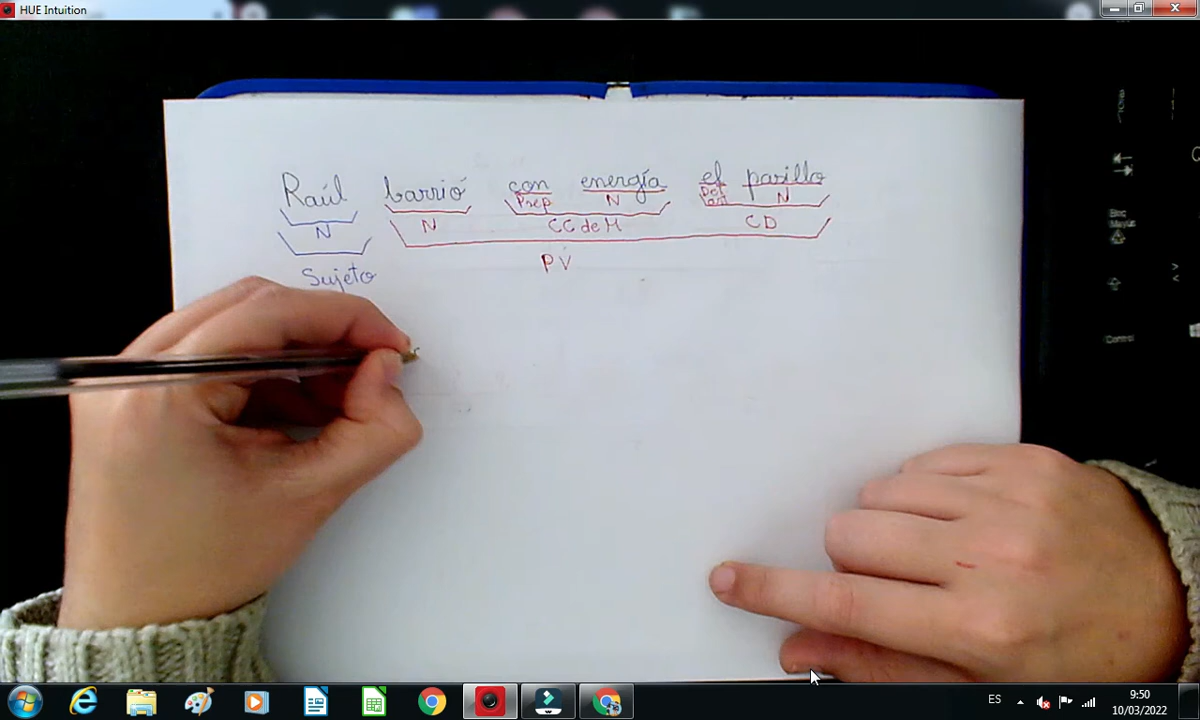 HUE Intuition
Raúl barrió con energía el pasillo
Prep N Det art N
N N CC de M CD
Sujeto PV
ES 9:50
10/03/2022